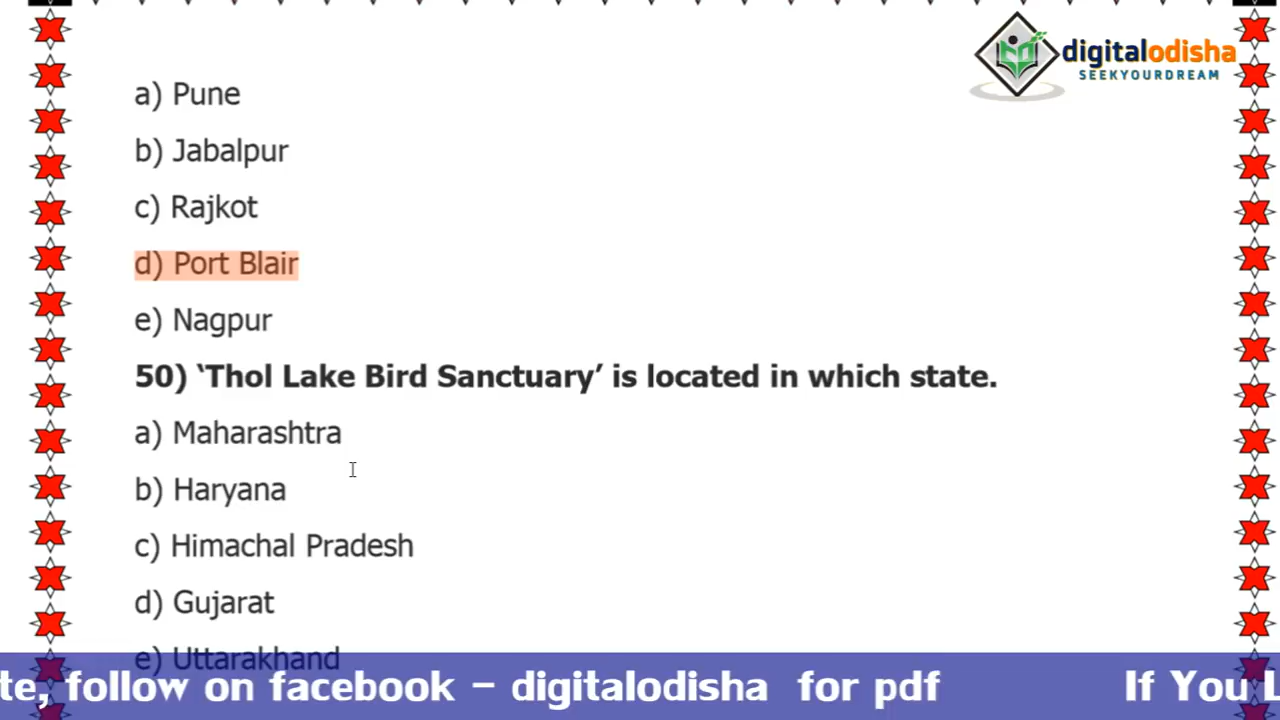 digitalodisha
SEEKYOURDREAM
a) Pune
b) Jabalpur
c) Rajkot
d) Port Blair
e) Nagpur
50) ‘Thol Lake Bird Sanctuary’ is located in which state.
a) Maharashtra
b) Haryana
c) Himachal Pradesh
d) Gujarat
e) Uttarakhand
te, follow on facebook – digitalodisha for pdf If You L